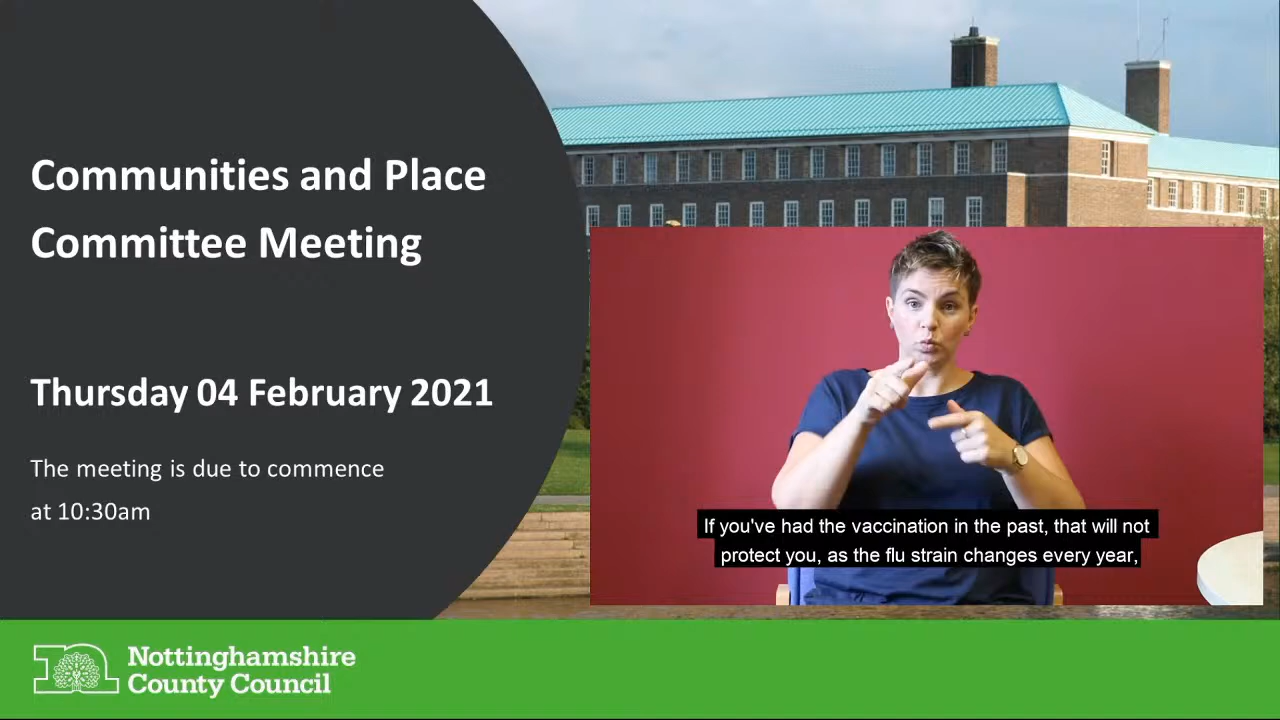 Communities and Place
Committee Meeting
Thursday 04 February 2021
The meeting is due to commence
at 10:30am
If you've had the vaccination in the past, that will not
protect you, as the flu strain changes every year,
Nottinghamshire
County Council